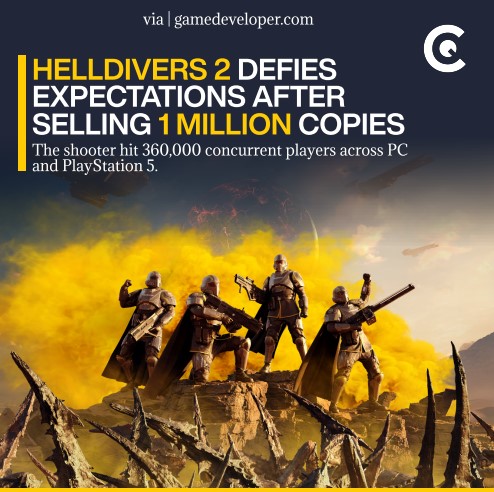 via | gamedeveloper.com
HELLDIVERS 2 DEFIES
EXPECTATIONS AFTER
SELLING 1 MILLION COPIES
The shooter hit 360,000 concurrent players across PC
and PlayStation 5.